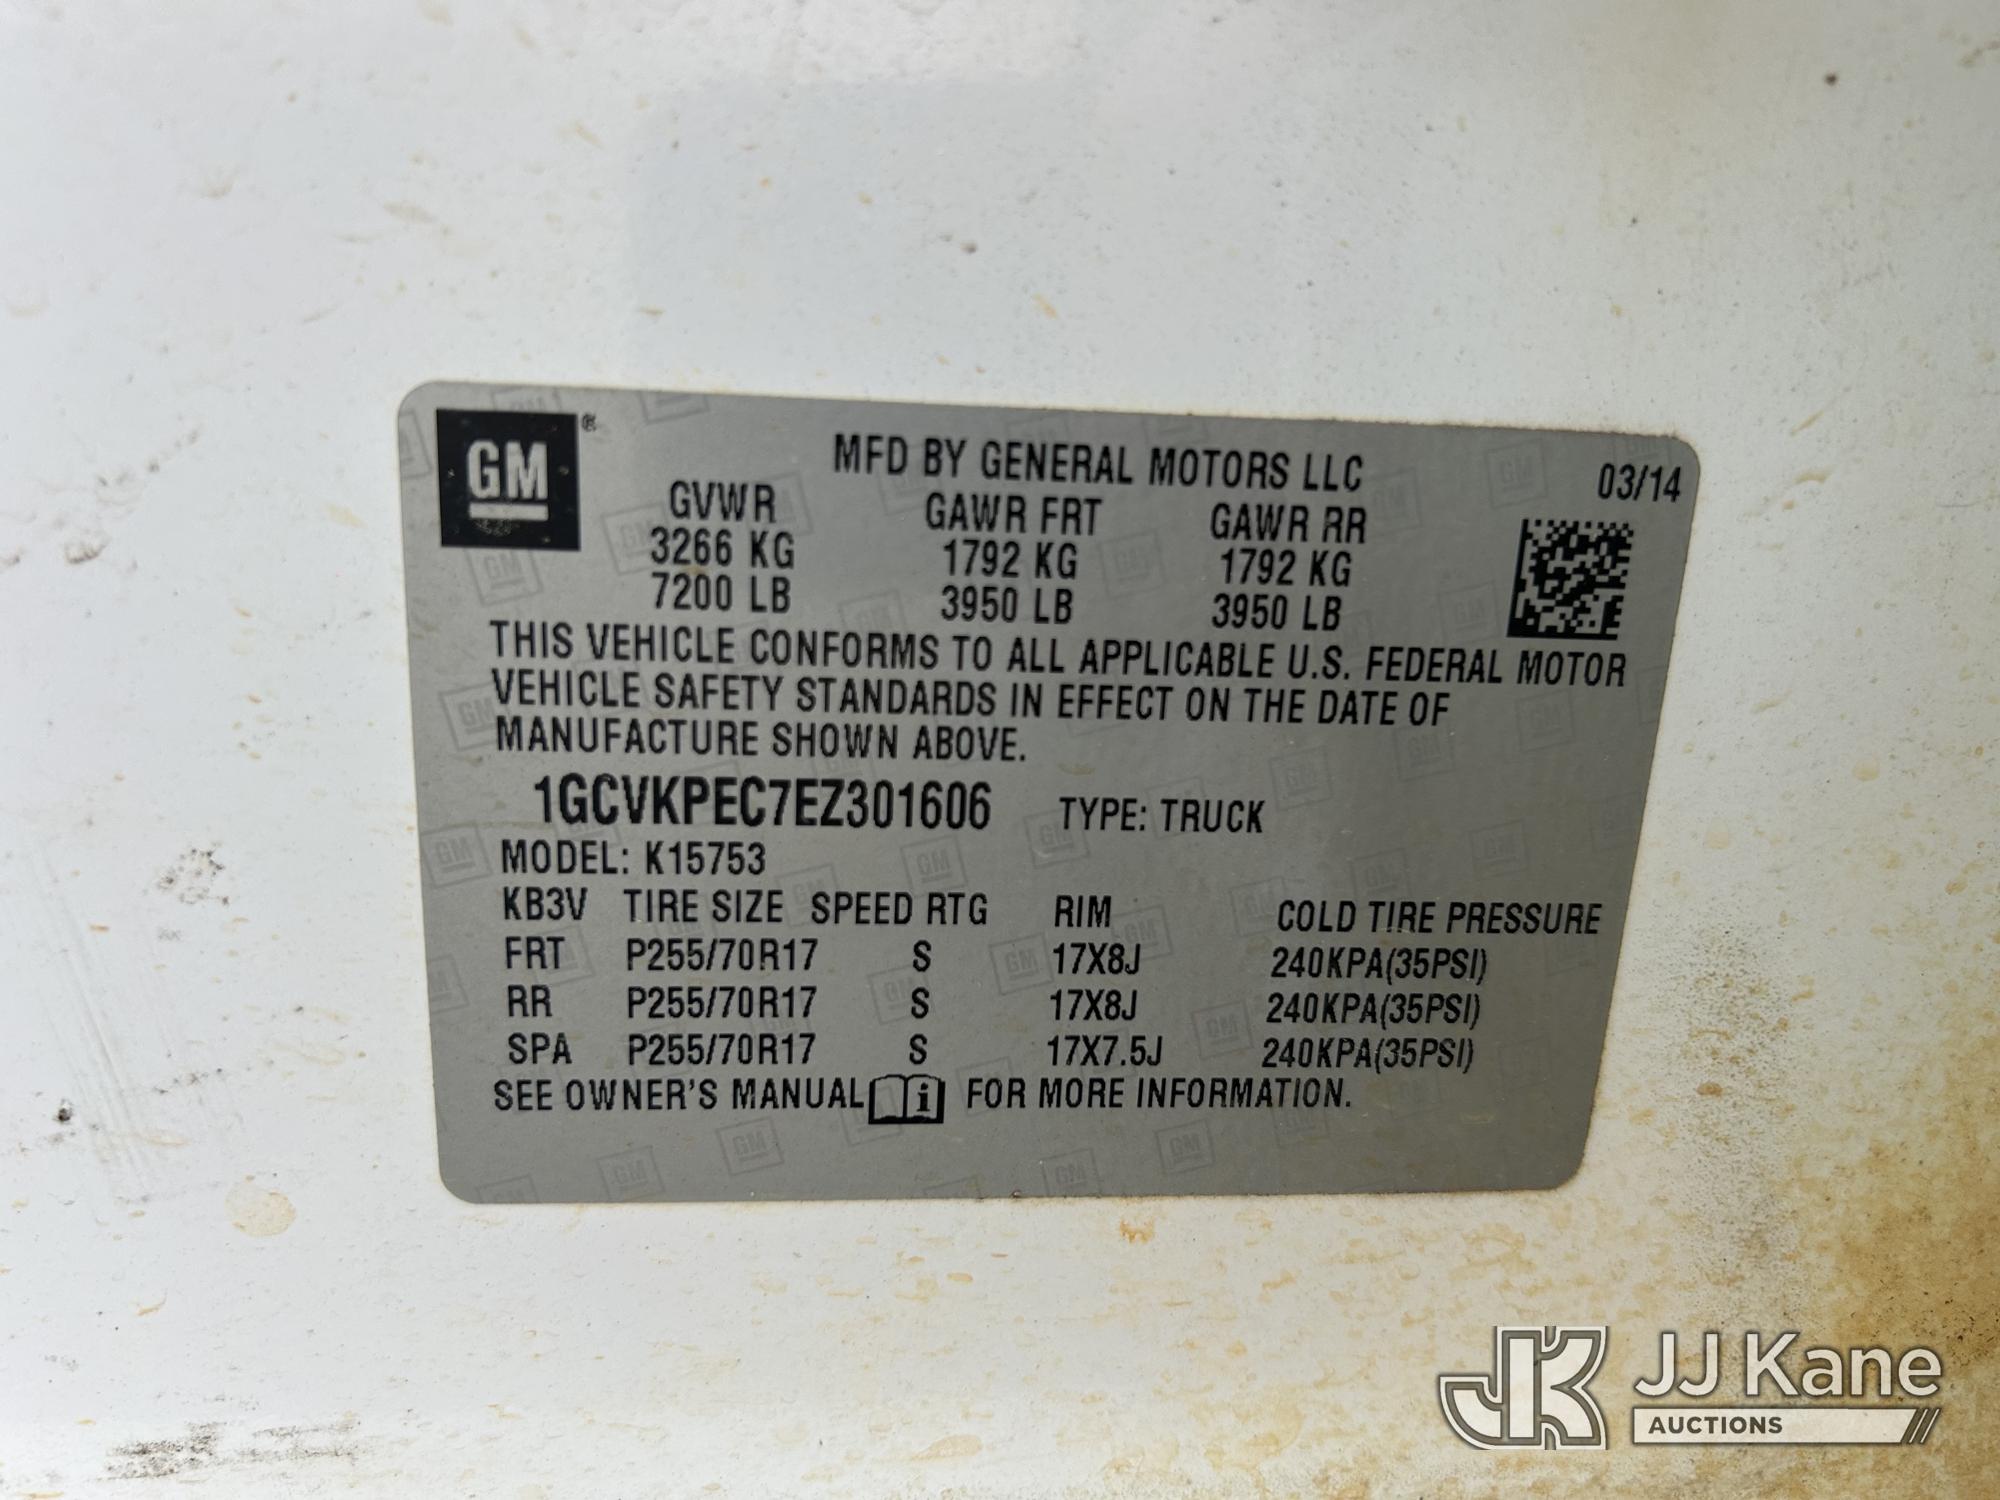 GM ®
MFD BY GENERAL MOTORS LLC 03/14
GVWR GAWR FRT GAWR RR
3266 KG 1792 KG 1792 KG
7200 LB 3950 LB 3950 LB
THIS VEHICLE CONFORMS TO ALL APPLICABLE U.S. FEDERAL MOTOR
VEHICLE SAFETY STANDARDS IN EFFECT ON THE DATE OF
MANUFACTURE SHOWN ABOVE.
1GCVKPEC7EZ301606 TYPE: TRUCK
MODEL: K15753
KB3V TIRE SIZE SPEED RTG RIM COLD TIRE PRESSURE
FRT P255/70R17 S 17X8J 240KPA(35PSI)
RR P255/70R17 S 17X8J 240KPA(35PSI)
SPA P255/70R17 S 17X7.5J 240KPA(35PSI)
SEE OWNER'S MANUAL i FOR MORE INFORMATION.
JK JJ Kane
AUCTIONS